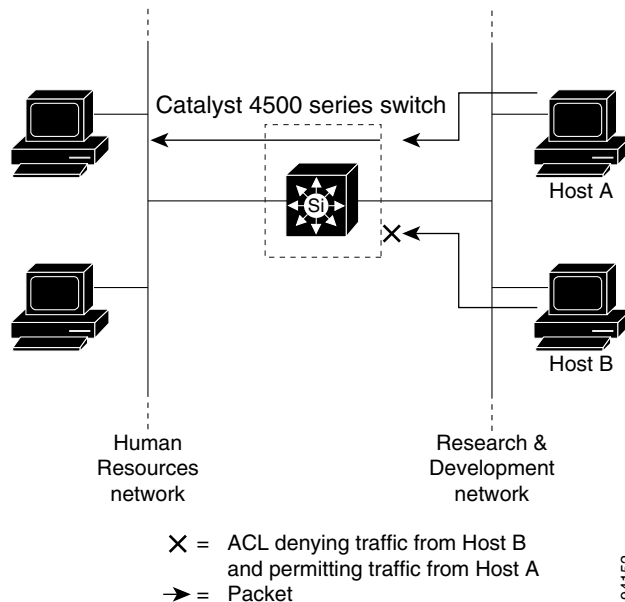 Catalyst 4500 series switch
Si
Host A
Host B
Human
Resources
network
Research &
Development
network
X = ACL denying traffic from Host B
and permitting traffic from Host A
= Packet